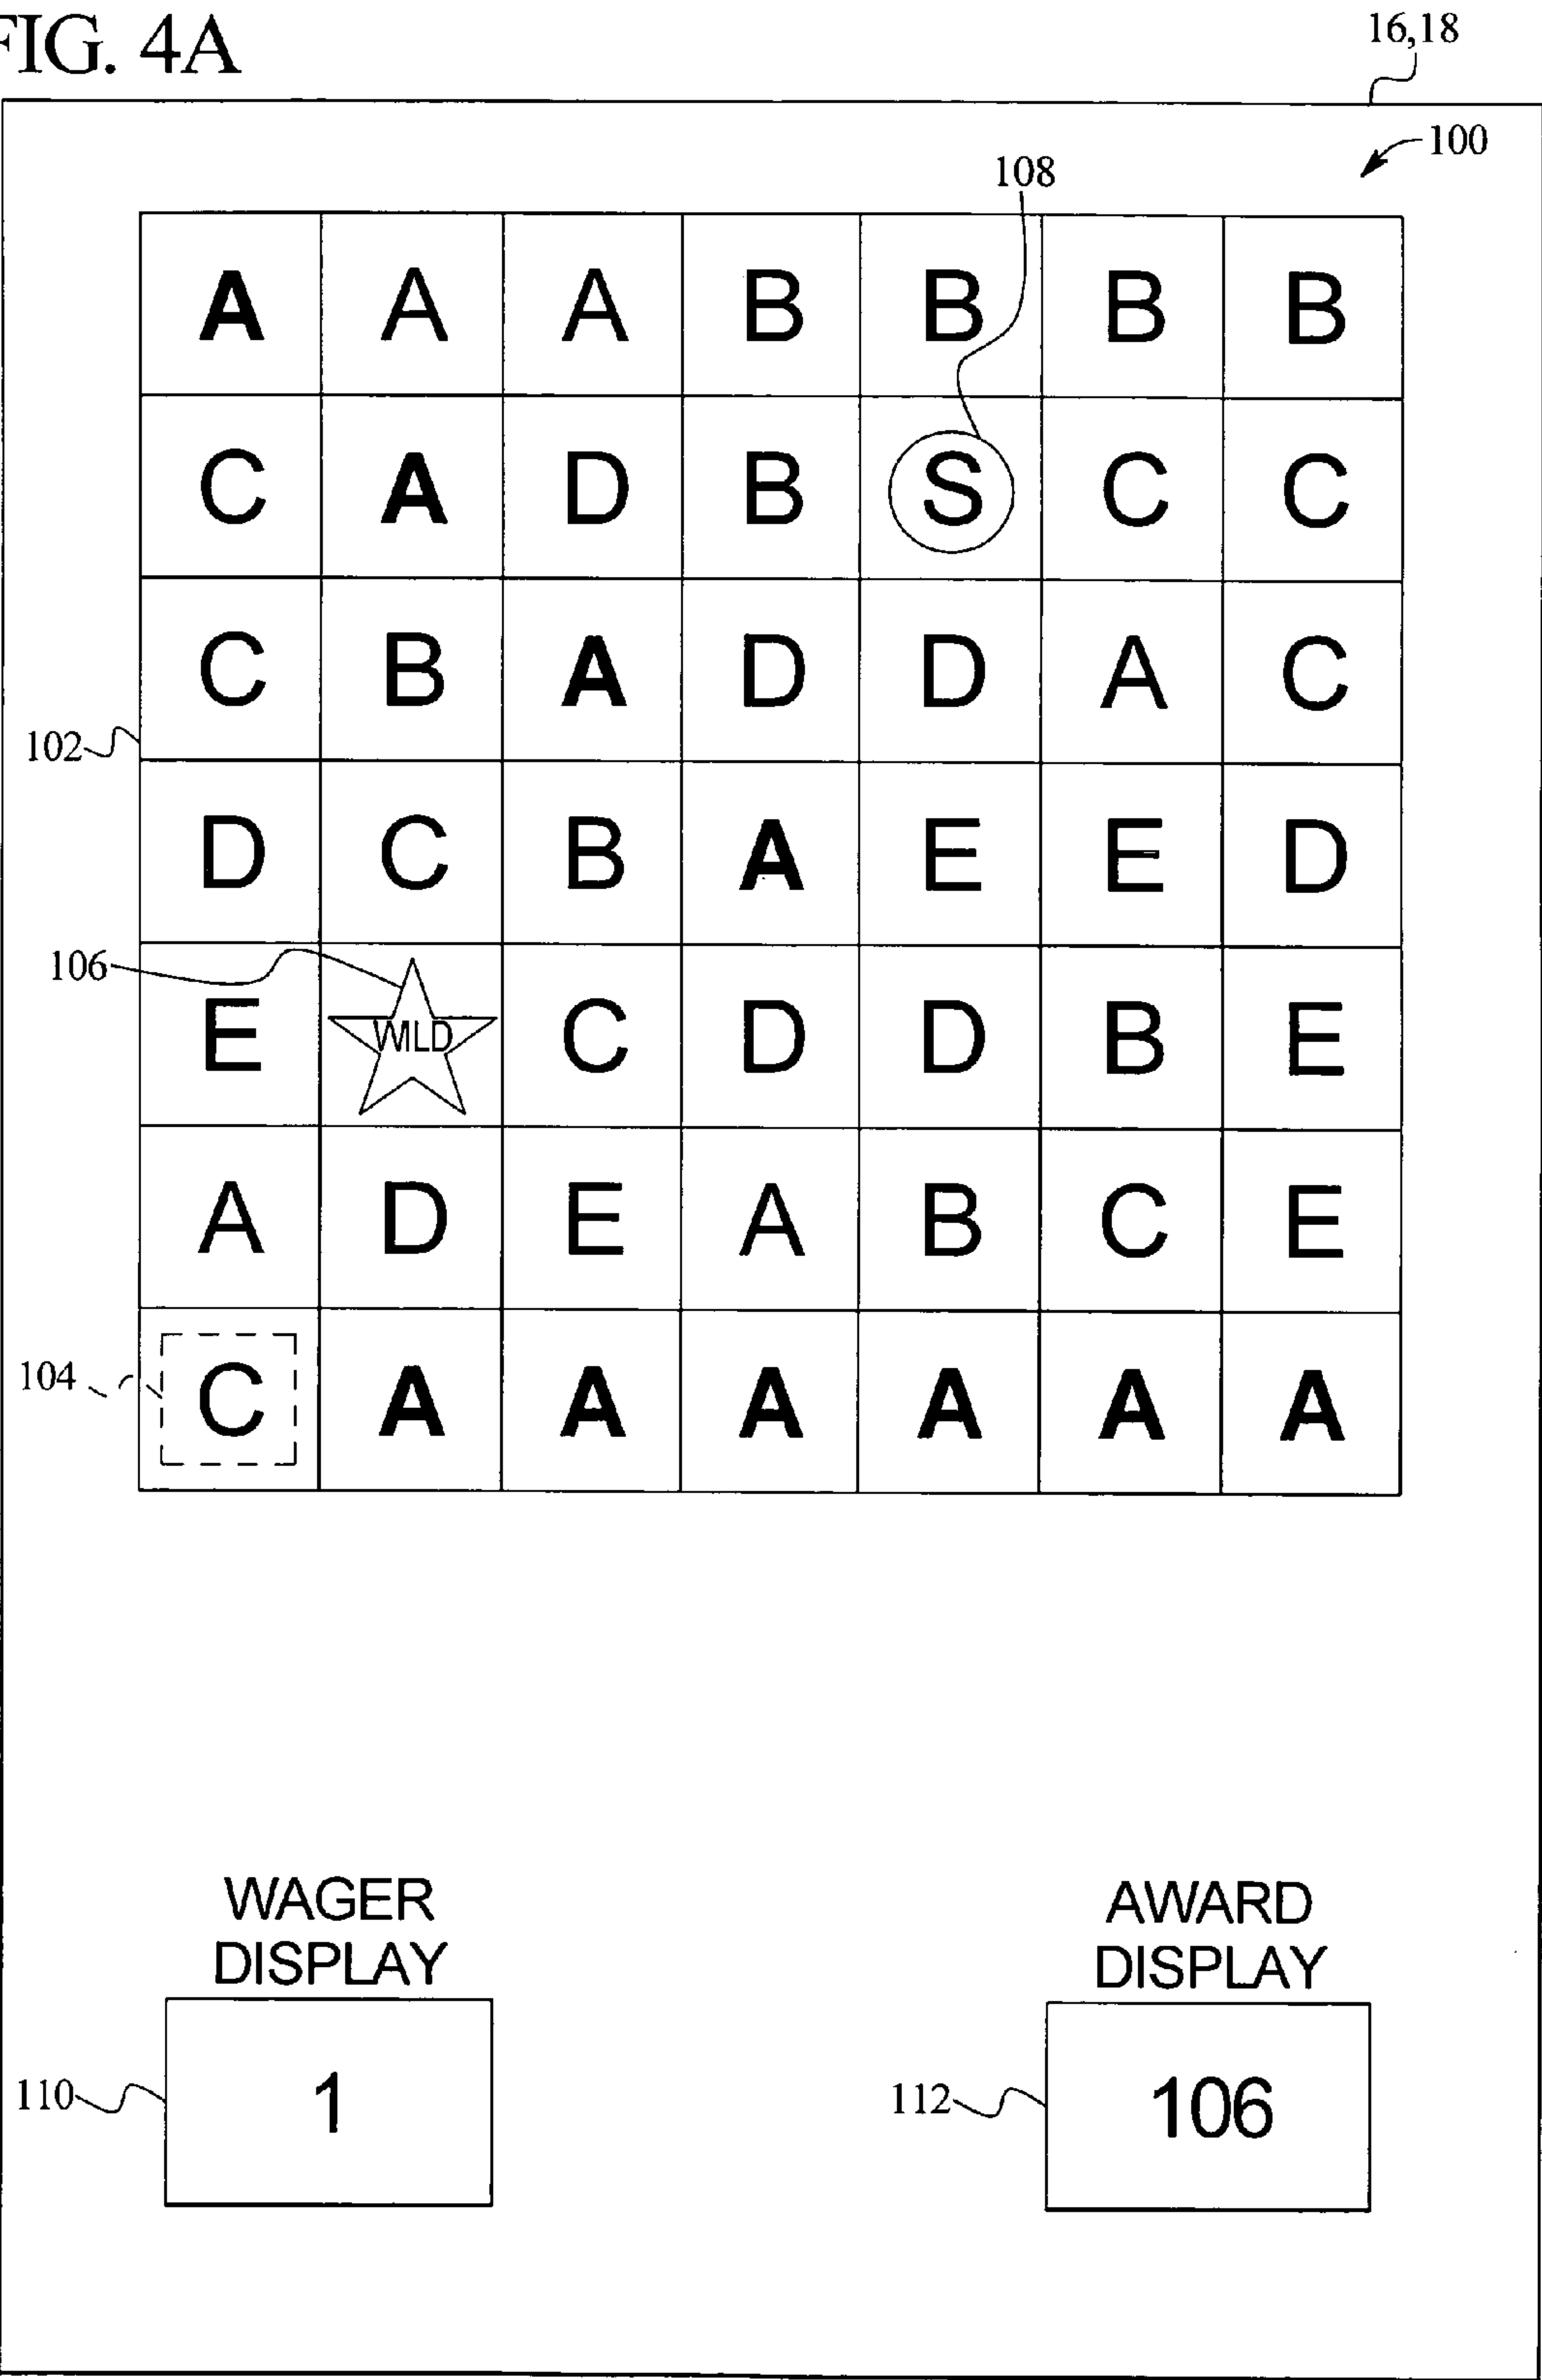 FIG. 4A
16,18
100
108
A A A B B B B
C A D B S C C
C B A D D A C
102
D C B A E E D
106
E WILD C D D B E
A D E A B C E
104
C A A A A A A
WAGER DISPLAY
AWARD DISPLAY
110
1
112
106